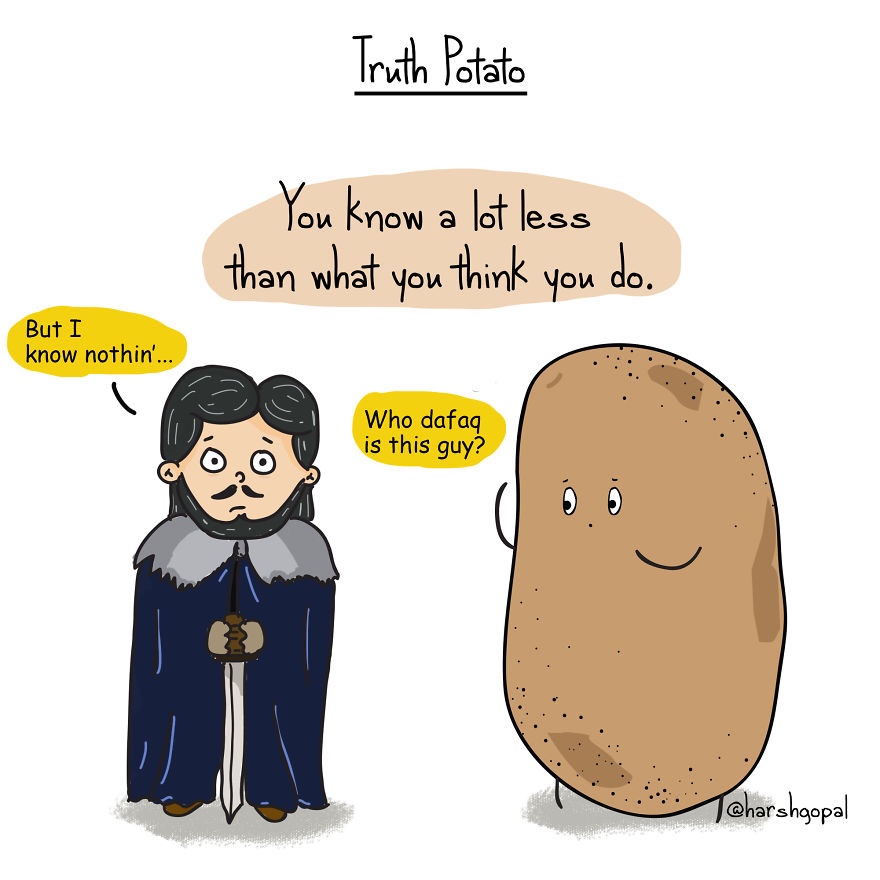 Truth Potato
You know a lot less
than what you think you do.
But I
know nothin'...
Who dafaq
is this guy?
@harshgopal